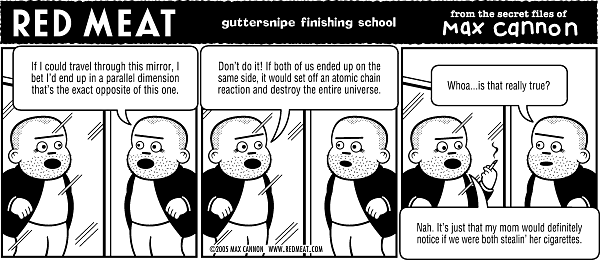 RED MEAT
guttersnipe finishing school
from the secret files of
Max cannon
If I could travel through this mirror, I
bet I'd end up in a parallel dimension
that's the exact opposite of this one.
Don't do it! If both of us ended up on
the same side, it would set off an atomic chain
reaction and destroy the entire universe.
©2005 MAX CANNON WWW.REDMEAT.COM
Whoa...is that really true?
Nah. It's just that my mom would definitely
notice if we were both stealin' her cigarettes.